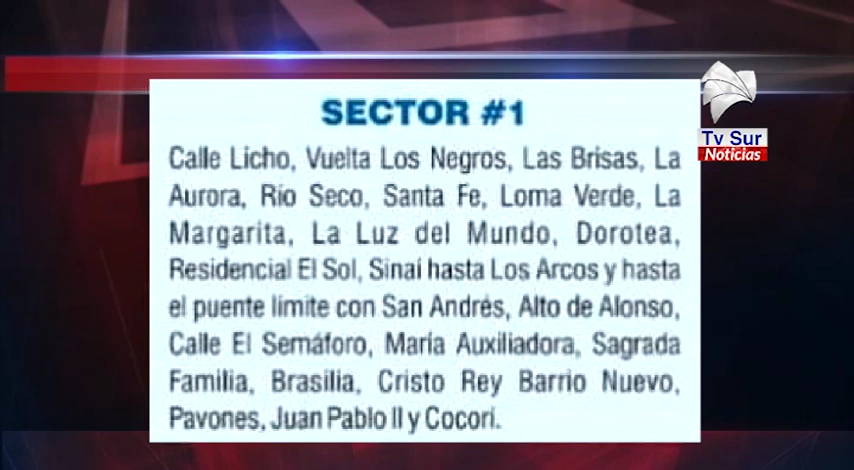 SECTOR #1
Calle Licho, Vuelta Los Negros, Las Brisas, La
Aurora, Río Seco, Santa Fe, Loma Verde, La
Margarita, La Luz del Mundo, Dorotea,
Residencial El Sol, Sinaí hasta Los Arcos y hasta
el puente límite con San Andrés, Alto de Alonso,
Calle El Semáforo, María Auxiliadora, Sagrada
Familia, Brasilia, Cristo Rey Barrio Nuevo,
Pavones, Juan Pablo II y Cocorí.
Tv Sur
Noticias